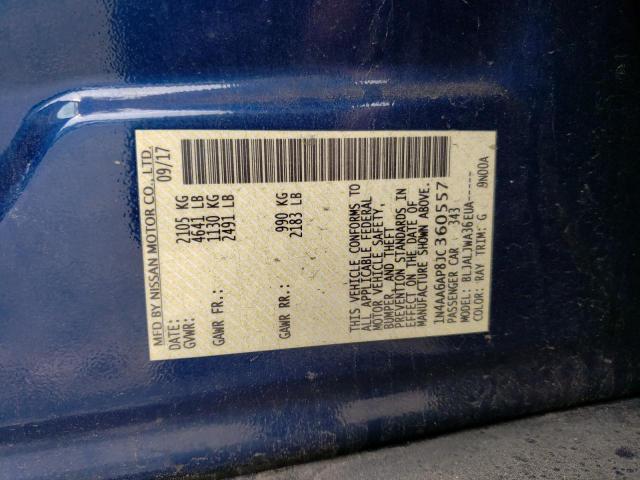 MFD BY NISSAN MOTOR CO., LTD
DATE: 09/17
GVWR: 2105 KG
4641 LB
GAWR FR: 1130 KG
2491 LB
GAWR RR: 990 KG
2183 LB
THIS VEHICLE CONFORMS TO
ALL APPLICABLE FEDERAL
MOTOR VEHICLE SAFETY,
BUMPER, AND THEFT
PREVENTION STANDARDS IN
EFFECT ON THE DATE OF
MANUFACTURE SHOWN ABOVE.
1N4AA6AP8JC360557
PASSENGER CAR 343
MODEL: BLJALJWA36EUA-----
COLOR: RAY TRIM: G